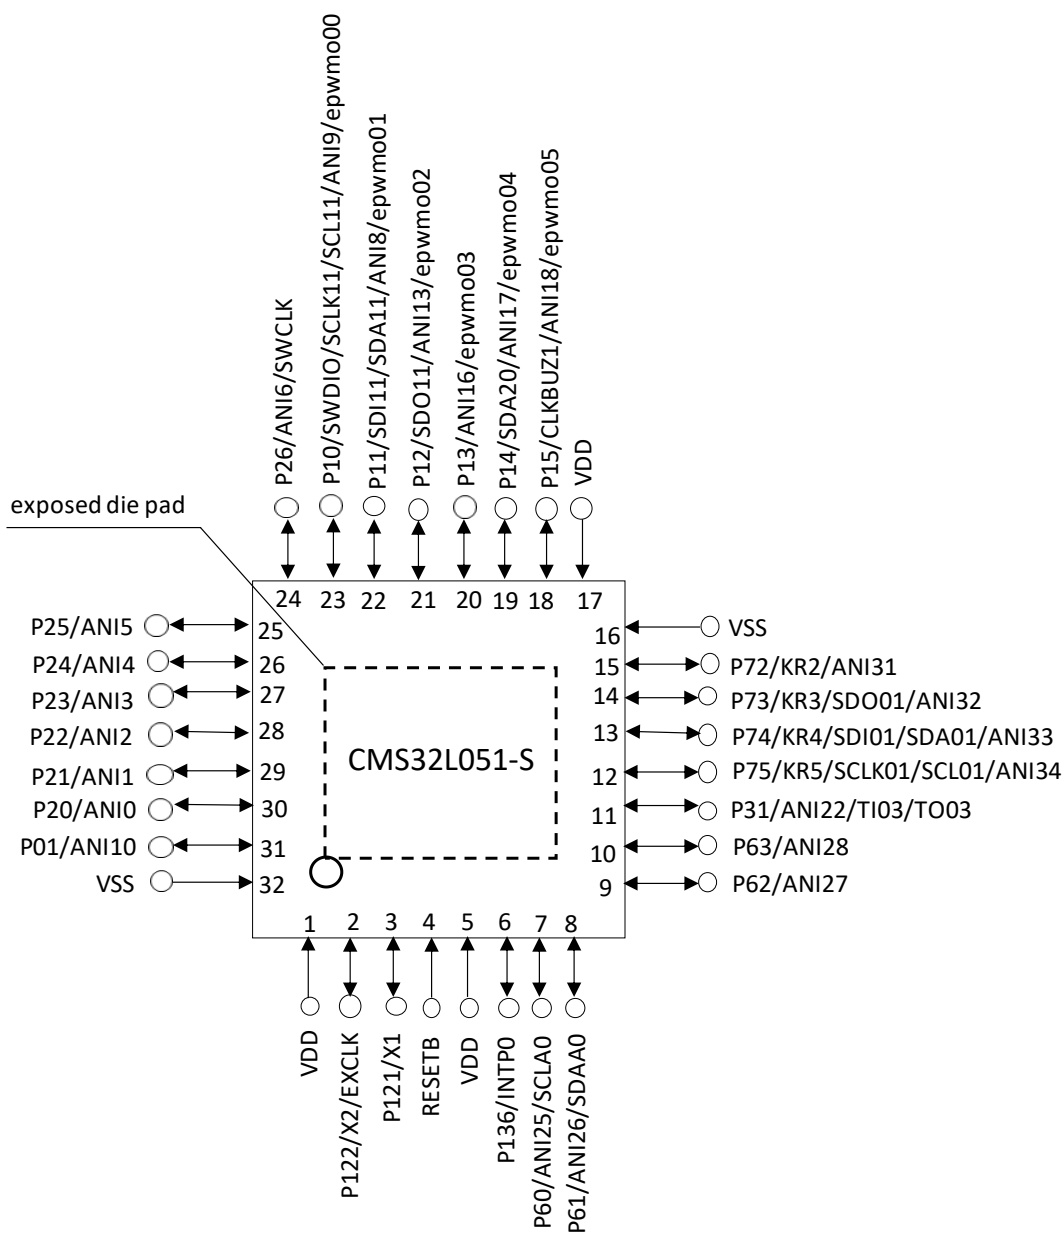 P26/ANI6/SWCLK
P10/SWDIO/SCLK11/SCL11/ANI9/epwmo00
P11/SDI11/SDA11/ANI8/epwmo01
P12/SDO11/ANI13/epwmo02
P13/ANI16/epwmo03
P14/SDA20/ANI17/epwmo04
P15/CLKBUZ1/ANI18/epwmo05
VDD
exposed die pad
24 23 22 21 20 19 18 17
P25/ANI5 25
P24/ANI4 26
P23/ANI3 27
P22/ANI2 28
P21/ANI1 29
P20/ANI0 30
P01/ANI10 31
VSS 32
CMS32L051-S
16 VSS
15 P72/KR2/ANI31
14 P73/KR3/SDO01/ANI32
13 P74/KR4/SDI01/SDA01/ANI33
12 P75/KR5/SCLK01/SCL01/ANI34
11 P31/ANI22/TI03/TO03
10 P63/ANI28
9 P62/ANI27
1 2 3 4 5 6 7 8
VDD
P122/X2/EXCLK
P121/X1
RESETB
VDD
P136/INTP0
P60/ANI25/SCLA0
P61/ANI26/SDAA0